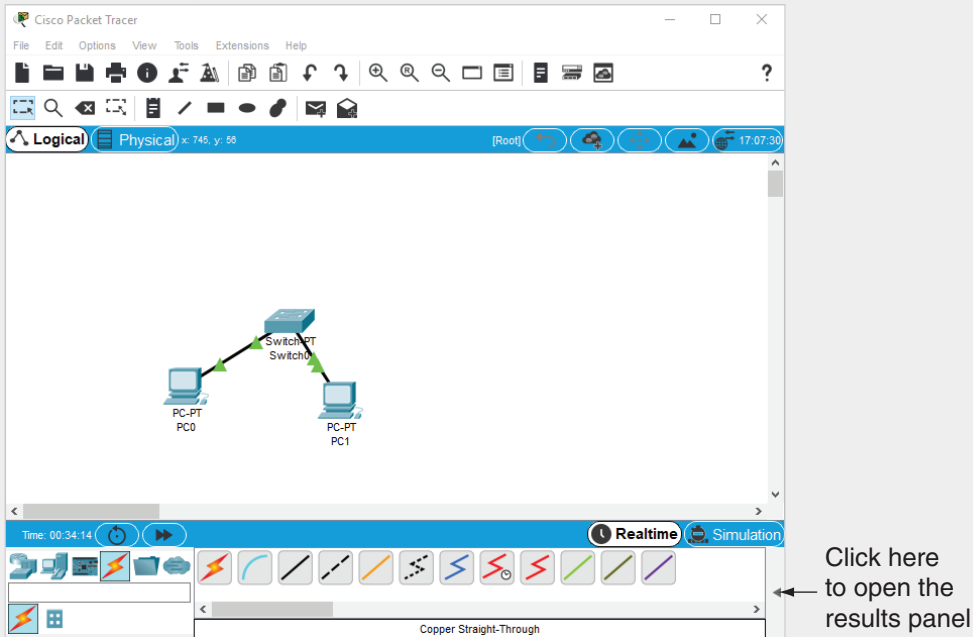 Cisco Packet Tracer
File Edit Options View Tools Extensions Help
?
Logical Physical x: 745, y: 56 [Root] 17:07:30
Switch-PT
Switch0
PC-PT
PC0
PC-PT
PC1
Time: 00:34:14 Realtime Simulation
Click here
to open the
results panel
Copper Straight-Through